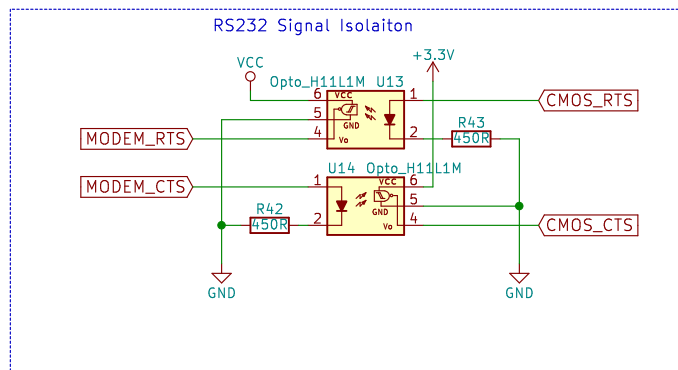 RS232 Signal Isolaiton
VCC
+3.3V
Opto_H11L1M U13
6 VCC 1 CMOS_RTS
5 GND R43
MODEM_RTS 4 Vo 2 450R
U14 Opto_H11L1M
MODEM_CTS 1 VCC 6
GND 5
R42
450R 2 Vo 4 CMOS_CTS
GND GND